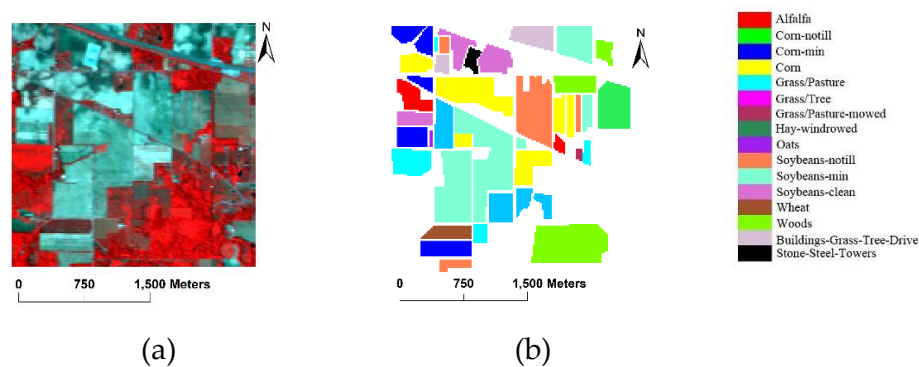 N
0 750 1,500 Meters
(a)
N
0 750 1,500 Meters
(b)
Alfalfa
Corn-notill
Corn-min
Corn
Grass/Pasture
Grass/Tree
Grass/Pasture-mowed
Hay-windrowed
Oats
Soybeans-notill
Soybeans-min
Soybeans-clean
Wheat
Woods
Buildings-Grass-Tree-Drive
Stone-Steel-Towers